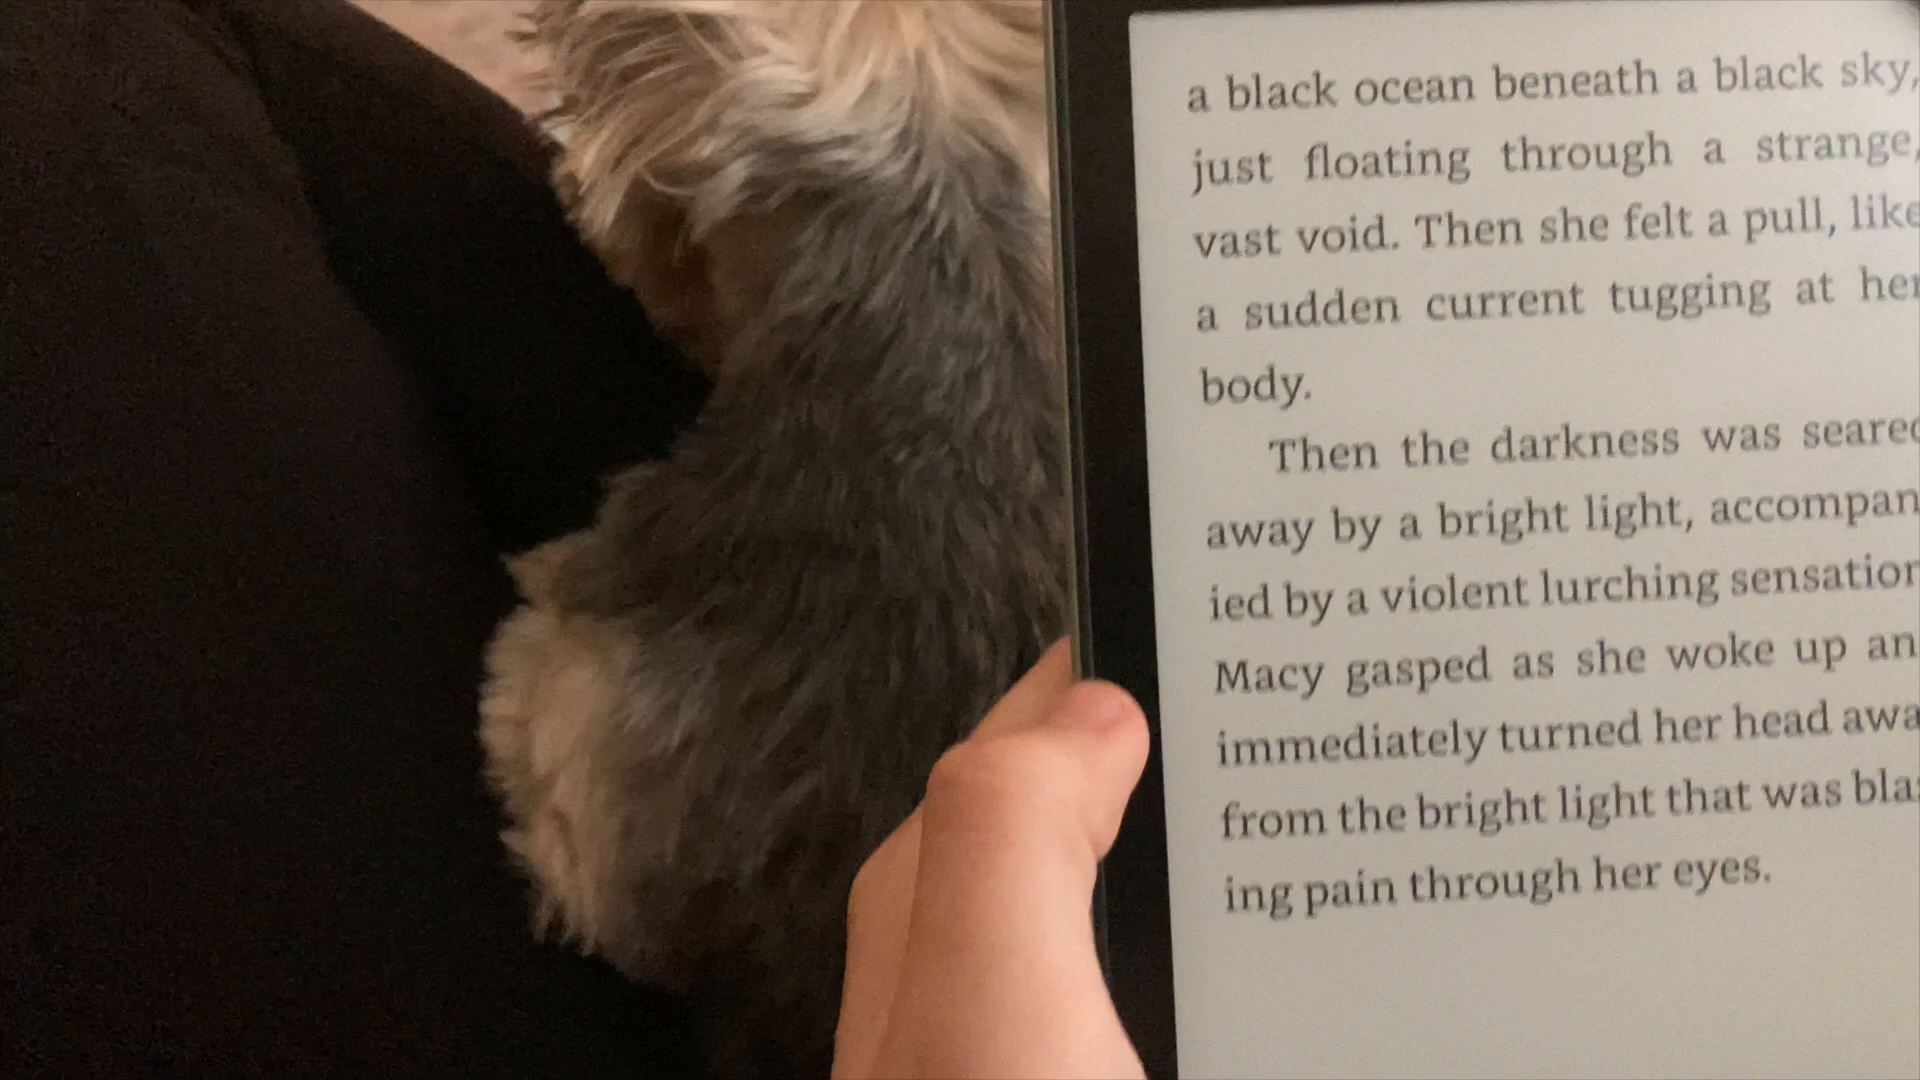 a black ocean beneath a black sky,
just floating through a strange,
vast void. Then she felt a pull, like
a sudden current tugging at her
body.
Then the darkness was seared
away by a bright light, accompan
ied by a violent lurching sensation
Macy gasped as she woke up an
immediately turned her head awa
from the bright light that was bla
ing pain through her eyes.